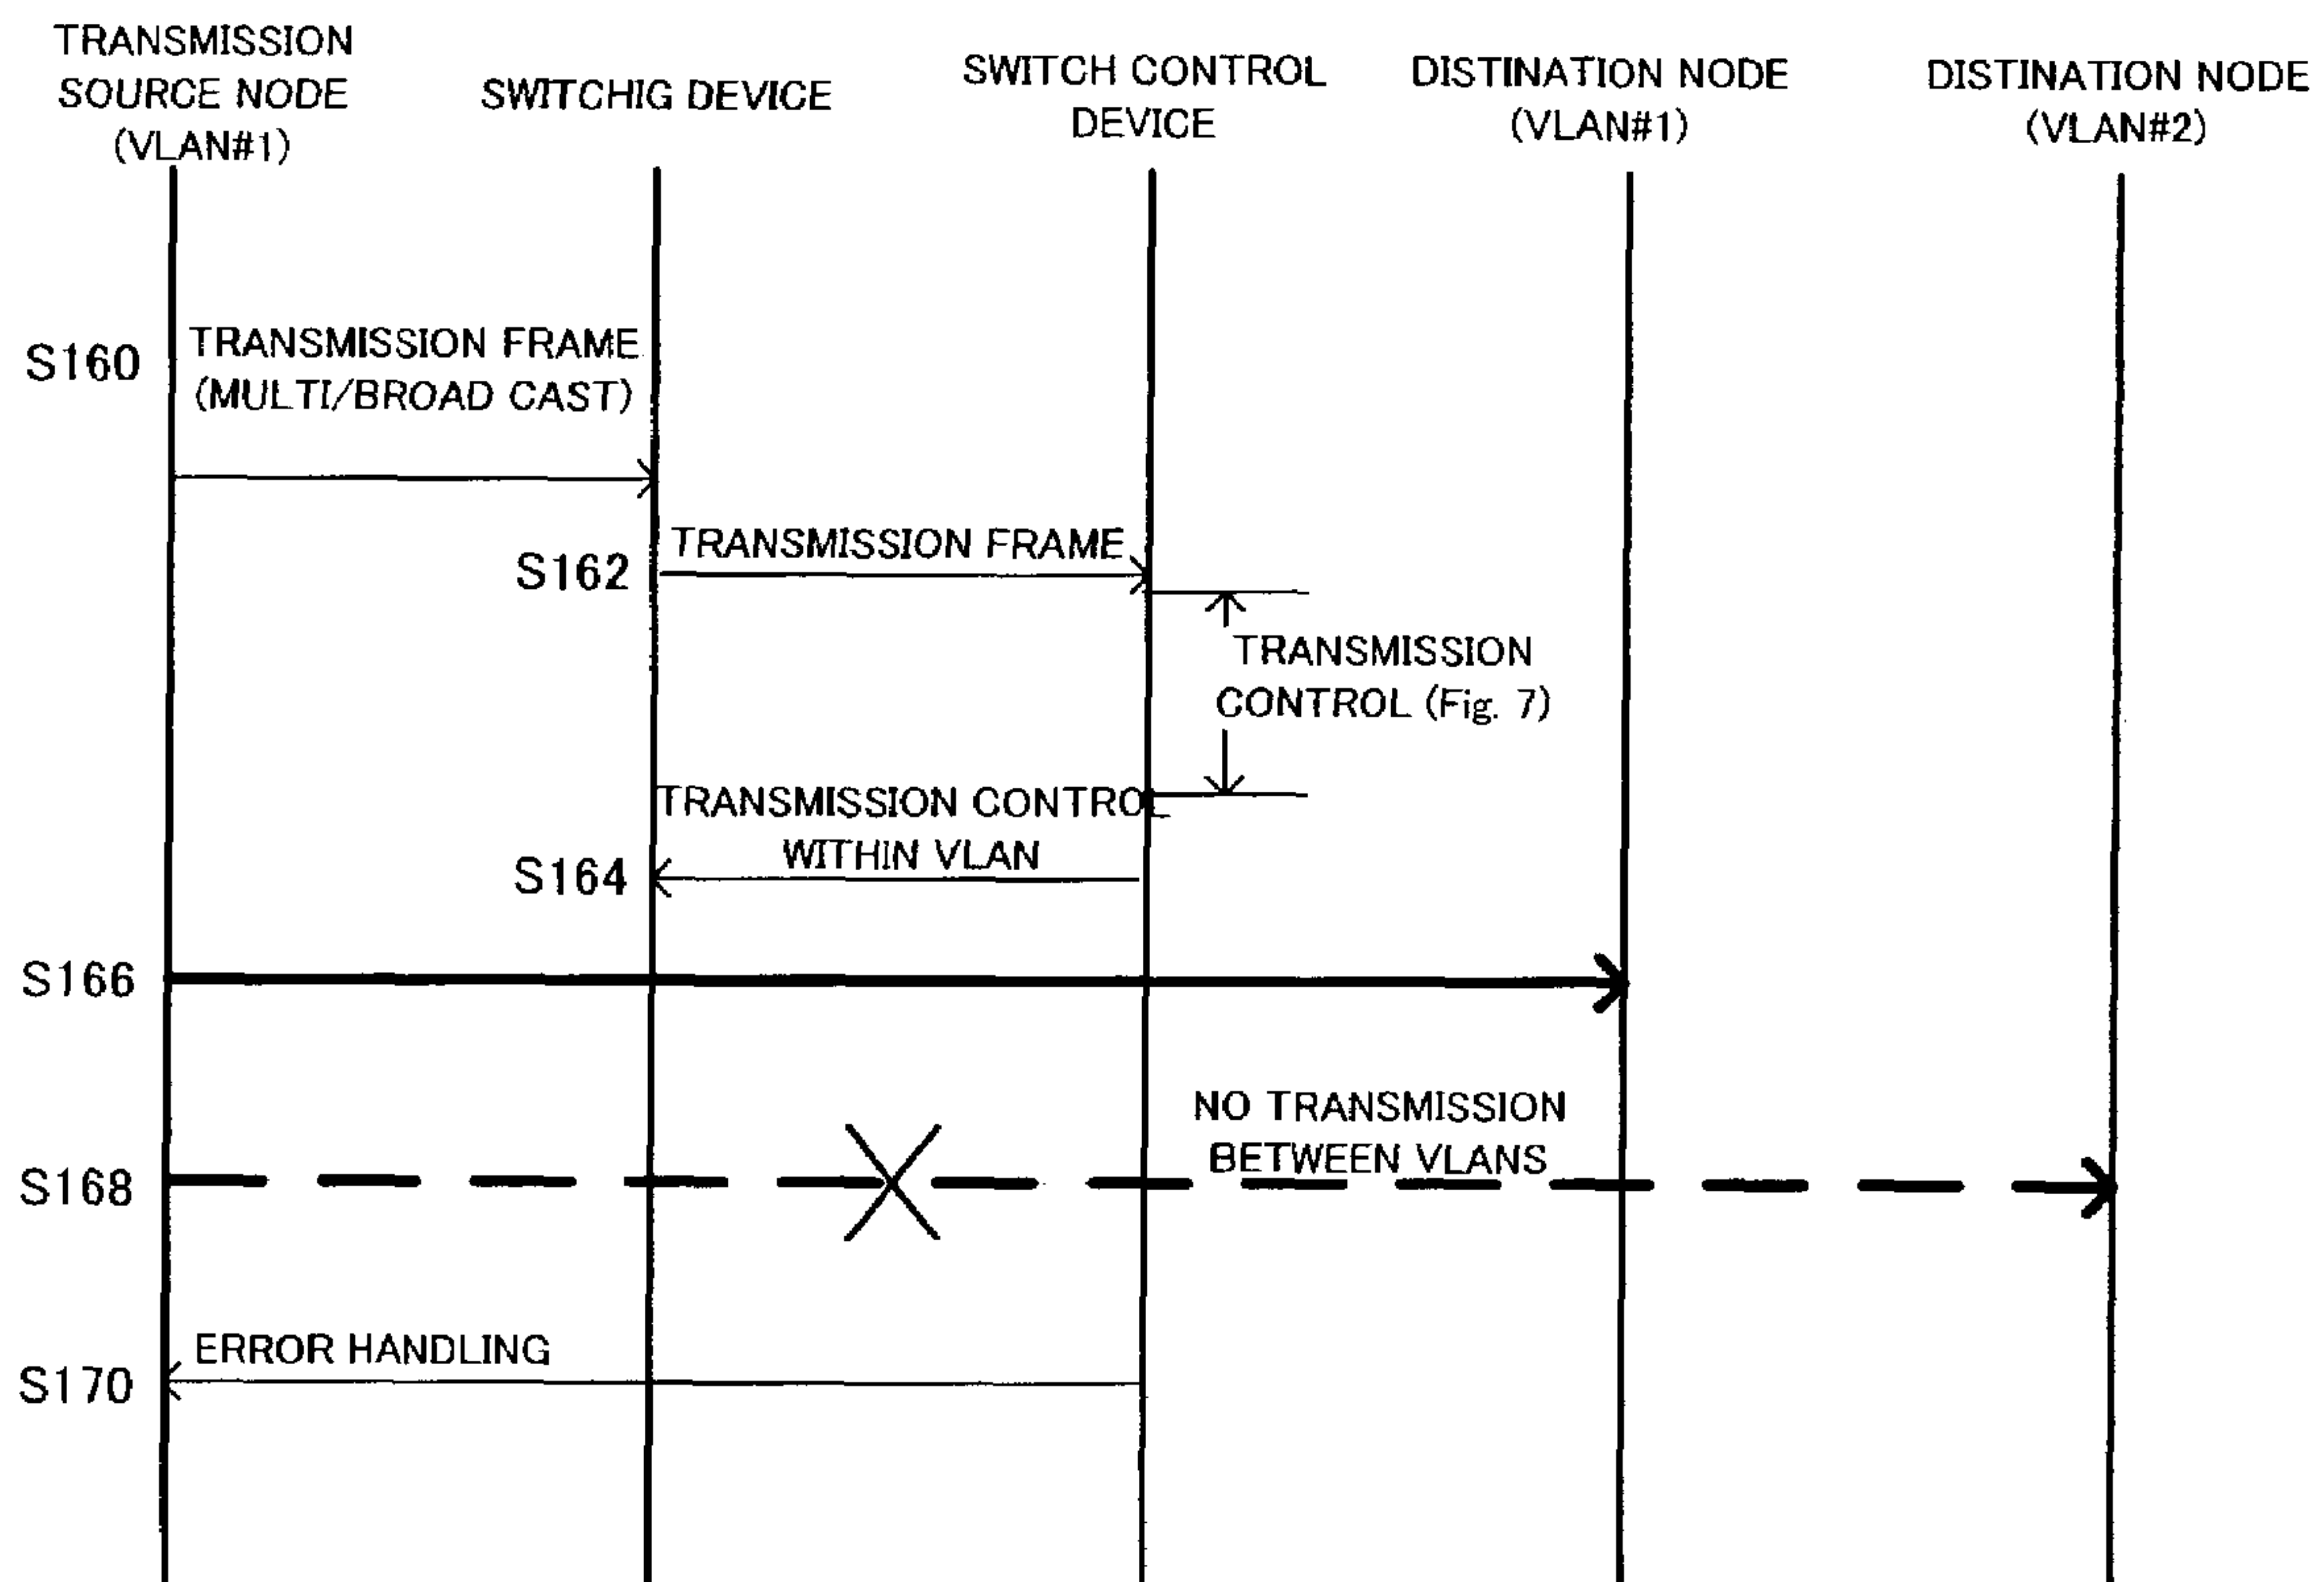 TRANSMISSION
SOURCE NODE
(VLAN#1)
SWITCHIG DEVICE
SWITCH CONTROL
DEVICE
DISTINATION NODE
(VLAN#1)
DISTINATION NODE
(VLAN#2)
S160
TRANSMISSION FRAME
(MULTI/BROAD CAST)
S162
TRANSMISSION FRAME
TRANSMISSION
CONTROL (Fig. 7)
TRANSMISSION CONTROL
WITHIN VLAN
S164
S166
NO TRANSMISSION
BETWEEN VLANS
S168
ERROR HANDLING
S170